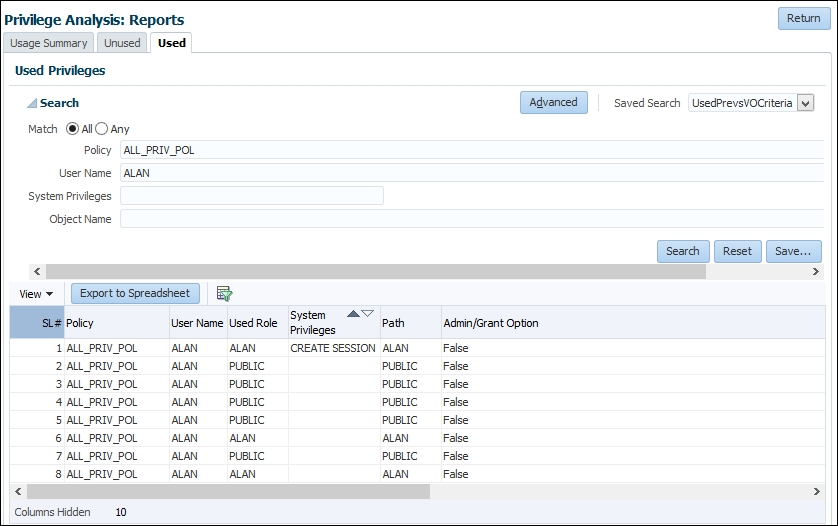 Privilege Analysis: Reports
Return
Usage Summary Unused Used
Used Privileges
Search
Advanced Saved Search UsedPrevsVOCriteria
Match All Any
Policy ALL_PRIV_POL
User Name ALAN
System Privileges
Object Name
Search Reset Save...
View Export to Spreadsheet
SL# Policy User Name Used Role System Privileges Path Admin/Grant Option
1 ALL_PRIV_POL ALAN ALAN CREATE SESSION ALAN False
2 ALL_PRIV_POL ALAN PUBLIC PUBLIC False
3 ALL_PRIV_POL ALAN PUBLIC PUBLIC False
4 ALL_PRIV_POL ALAN PUBLIC PUBLIC False
5 ALL_PRIV_POL ALAN PUBLIC PUBLIC False
6 ALL_PRIV_POL ALAN ALAN ALAN False
7 ALL_PRIV_POL ALAN PUBLIC PUBLIC False
8 ALL_PRIV_POL ALAN ALAN ALAN False
Columns Hidden 10